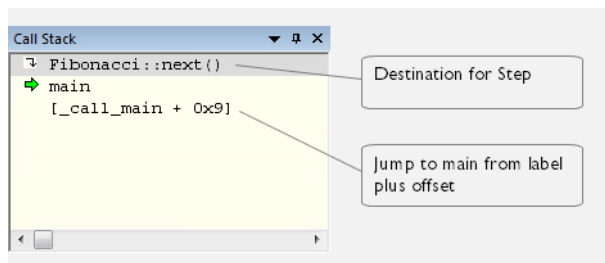 Call Stack
Fibonacci::next()
main
[_call_main + 0x9]
Destination for Step
Jump to main from label
plus offset